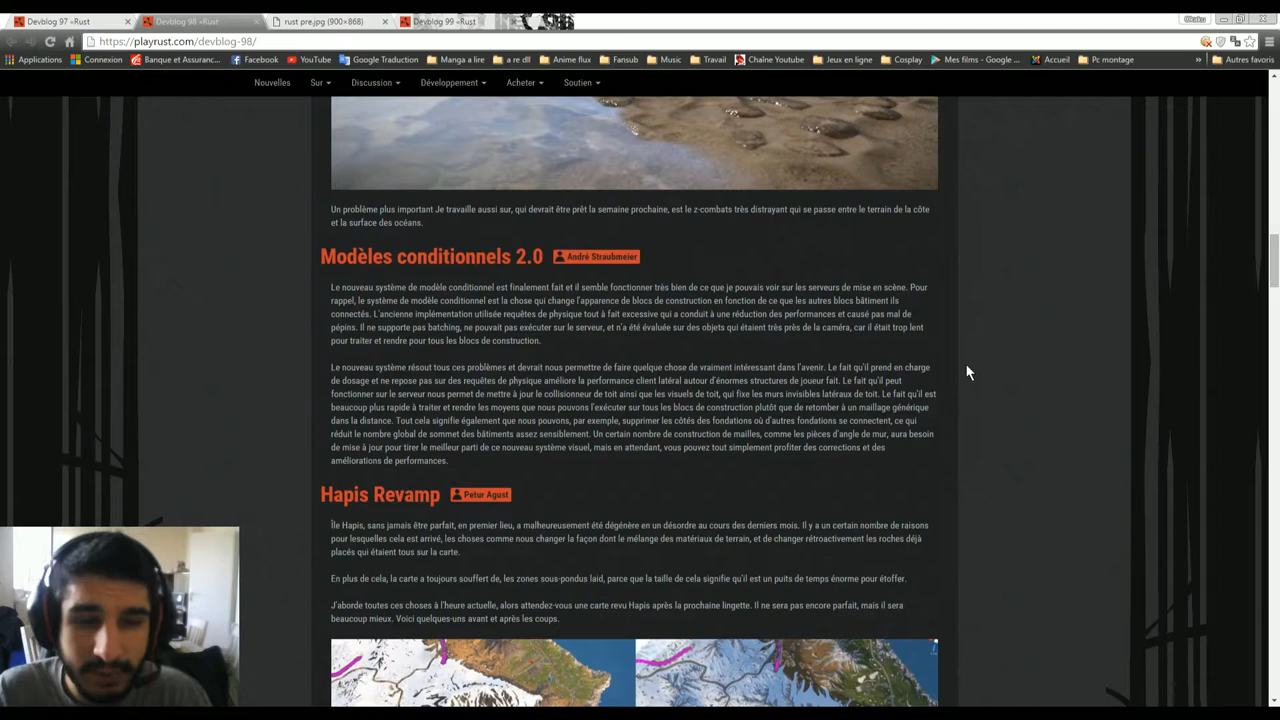 Devblog 97 «Rust
Devblog 98 «Rust
rust pre.jpg (900×868)
Devblog 99 «Rust
Okaku
https://playrust.com/devblog-98/
Applications
Connexion
Banque et Assuranc...
Facebook
YouTube
Google Traduction
Manga a lire
a re dl
Anime flux
Fansub
Music
Travail
Chaîne Youtube
Jeux en ligne
Cosplay
Mes films - Google ...
Accueil
Pc montage
»
Autres favoris
Nouvelles
Sur
Discussion
Développement
Acheter
Soutien
Un problème plus important Je travaille aussi sur, qui devrait être prêt la semaine prochaine, est le z-combats très distrayant qui se passe entre le terrain de la côte
et la surface des océans.
Modèles conditionnels 2.0
André Straubmeier
Le nouveau système de modèle conditionnel est finalement fait et il semble fonctionner très bien de ce que je pouvais voir sur les serveurs de mise en scène. Pour
rappel, le système de modèle conditionnel est la chose qui change l'apparence de blocs de construction en fonction de ce que les autres blocs bâtiment ils
connectés. L'ancienne implémentation utilisée requêtes de physique tout à fait excessive qui a conduit à une réduction des performances et causé pas mal de
pépins. Il ne supporte pas batching, ne pouvait pas exécuter sur le serveur, et n'a été évaluée sur des objets qui étaient très près de la caméra, car il était trop lent
pour traiter et rendre pour tous les blocs de construction.
Le nouveau système résout tous ces problèmes et devrait nous permettre de faire quelque chose de vraiment intéressant dans l'avenir. Le fait qu'il prend en charge
de dosage et ne repose pas sur des requêtes de physique améliore la performance client latéral autour d'énormes structures de joueur fait. Le fait qu'il peut
fonctionner sur le serveur nous permet de mettre à jour le collisionneur de toit ainsi que les visuels de toit, qui fixe les murs invisibles latéraux de toit. Le fait qu'il est
beaucoup plus rapide à traiter et rendre les moyens que nous pouvons l'exécuter sur tous les blocs de construction plutôt que de retomber à un maillage générique
dans la distance. Tout cela signifie également que nous pouvons, par exemple, supprimer les côtés des fondations où d'autres fondations se connectent, ce qui
réduit le nombre global de sommet des bâtiments assez sensiblement. Un certain nombre de construction de mailles, comme les pièces d'angle de mur, aura besoin
de mise à jour pour tirer le meilleur parti de ce nouveau système visuel, mais en attendant, vous pouvez tout simplement profiter des corrections et des
améliorations de performances.
Hapis Revamp
Petur Agust
Île Hapis, sans jamais être parfait, en premier lieu, a malheureusement été dégénère en un désordre au cours des derniers mois. Il y a un certain nombre de raisons
pour lesquelles cela est arrivé, les choses comme nous changer la façon dont le mélange des matériaux de terrain, et de changer rétroactivement les roches déjà
placés qui étaient tous sur la carte.
En plus de cela, la carte a toujours souffert de, les zones sous-pondus laid, parce que la taille de cela signifie qu'il est un puits de temps énorme pour étoffer.
J'aborde toutes ces choses à l'heure actuelle, alors attendez-vous une carte revu Hapis après la prochaine lingette. Il ne sera pas encore parfait, mais il sera
beaucoup mieux. Voici quelques-uns avant et après les coups.